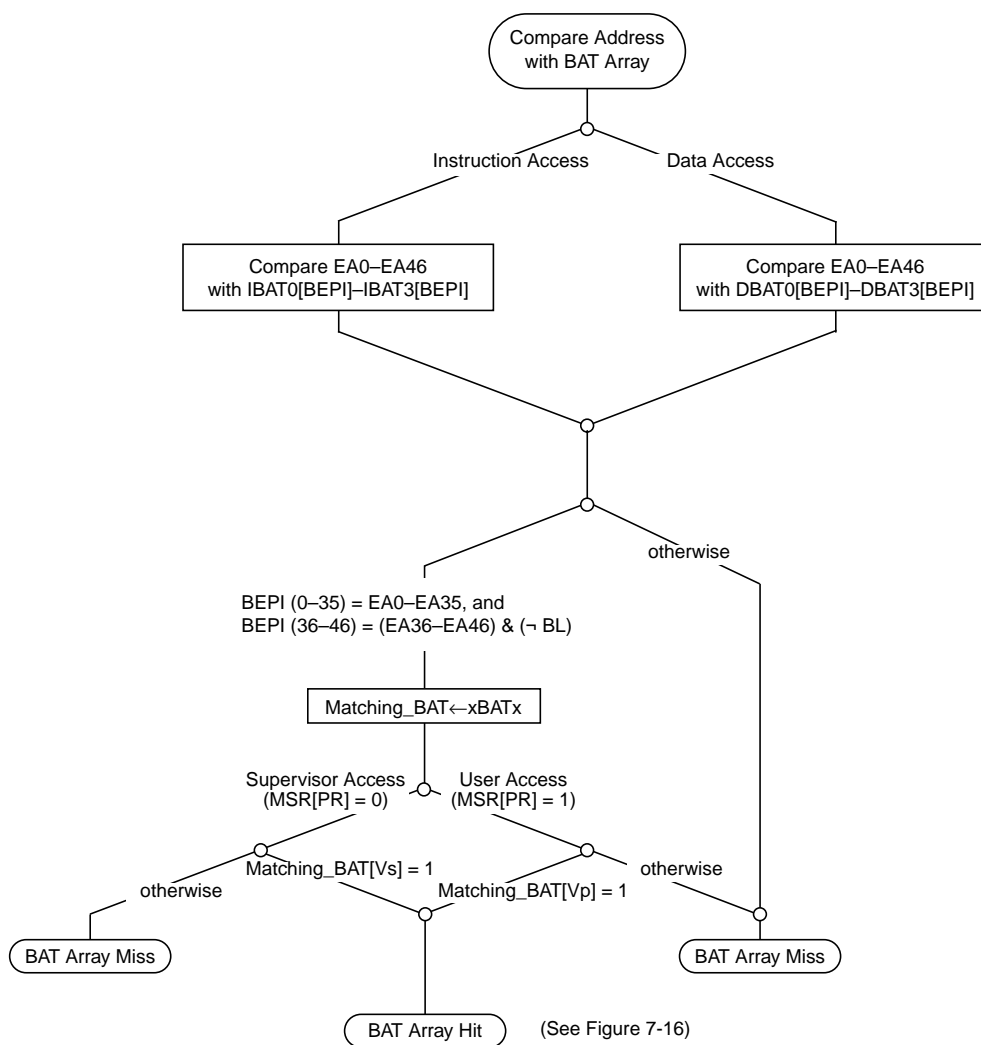 Compare Address
with BAT Array
Instruction Access
Data Access
Compare EA0–EA46
with IBAT0[BEPI]–IBAT3[BEPI]
Compare EA0–EA46
with DBAT0[BEPI]–DBAT3[BEPI]
otherwise
BEPI (0–35) = EA0–EA35, and
BEPI (36–46) = (EA36–EA46) & (¬ BL)
Matching_BAT←xBATx
Supervisor Access
(MSR[PR] = 0)
User Access
(MSR[PR] = 1)
Matching_BAT[Vs] = 1
otherwise
Matching_BAT[Vp] = 1
otherwise
BAT Array Miss
BAT Array Miss
BAT Array Hit
(See Figure 7-16)